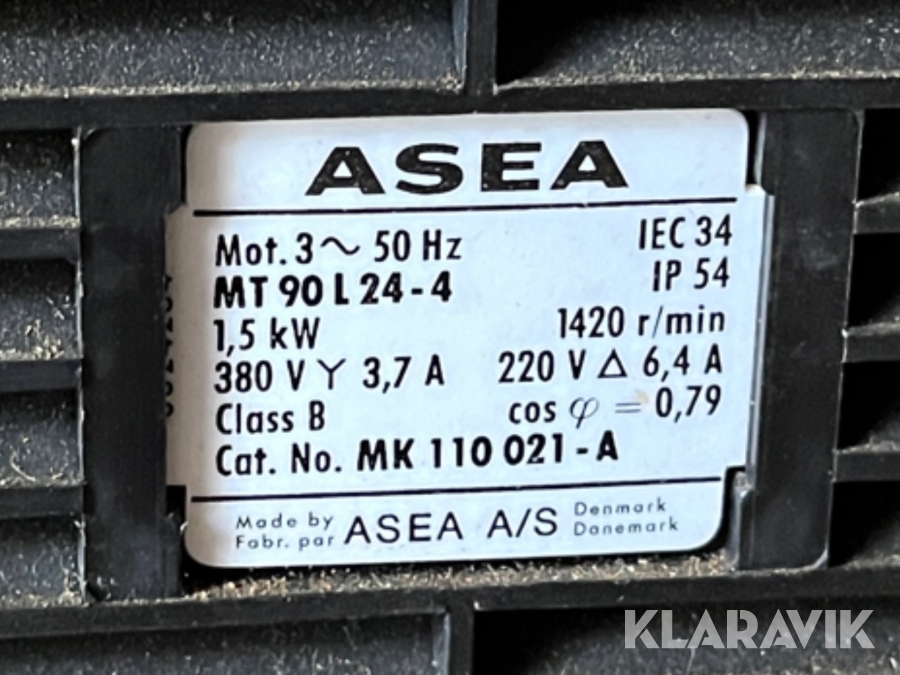 ASEA
Mot. 3~ 50 Hz IEC 34
MT 90 L 24-4 IP 54
1,5 kW 1420 r/min
380 V Y 3,7 A 220 V Δ 6,4 A
Class B cos φ = 0,79
Cat. No. MK 110 021-A
Made by
Fabr. par ASEA A/S Denmark
Danemark
KLARAVIK